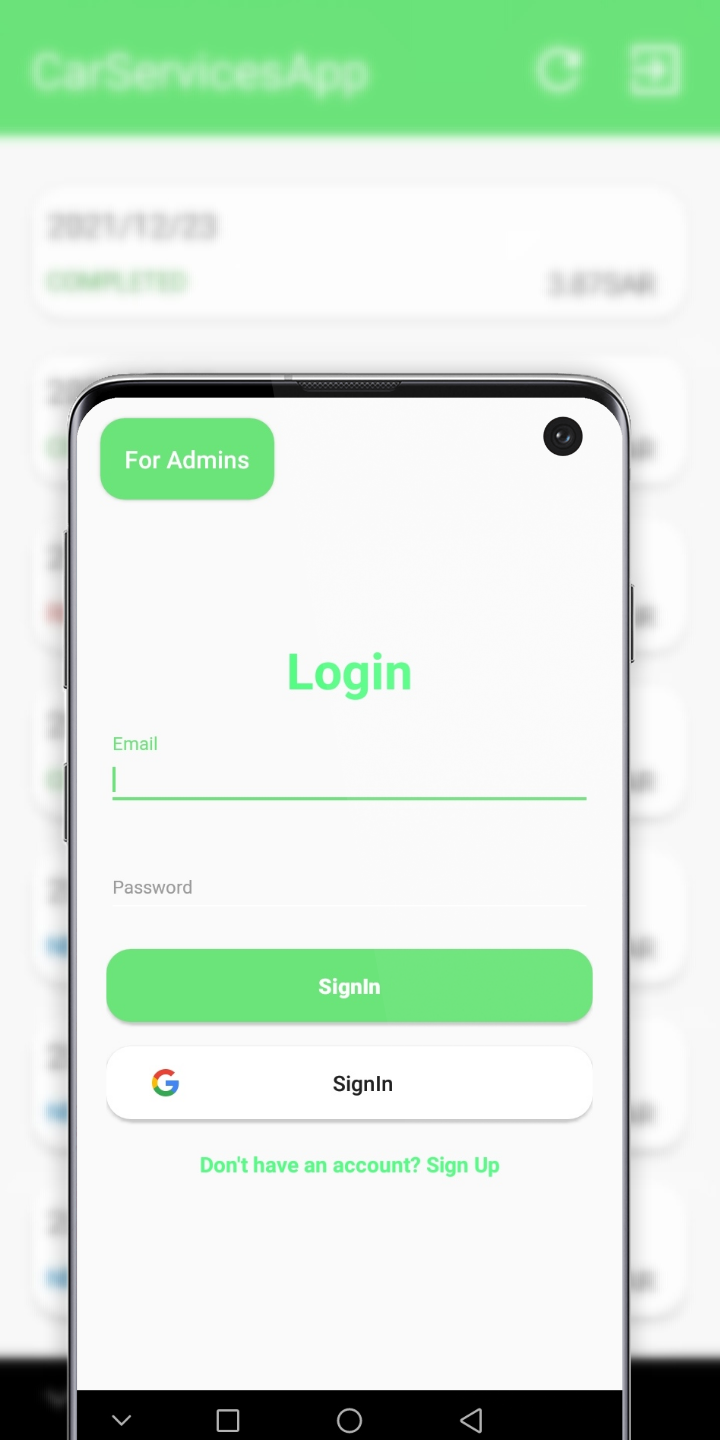 CarServicesApp
2021/12/23
COMPLETED
3.87SAR
For Admins
Login
Email
Password
SignIn
SignIn
Don't have an account? Sign Up